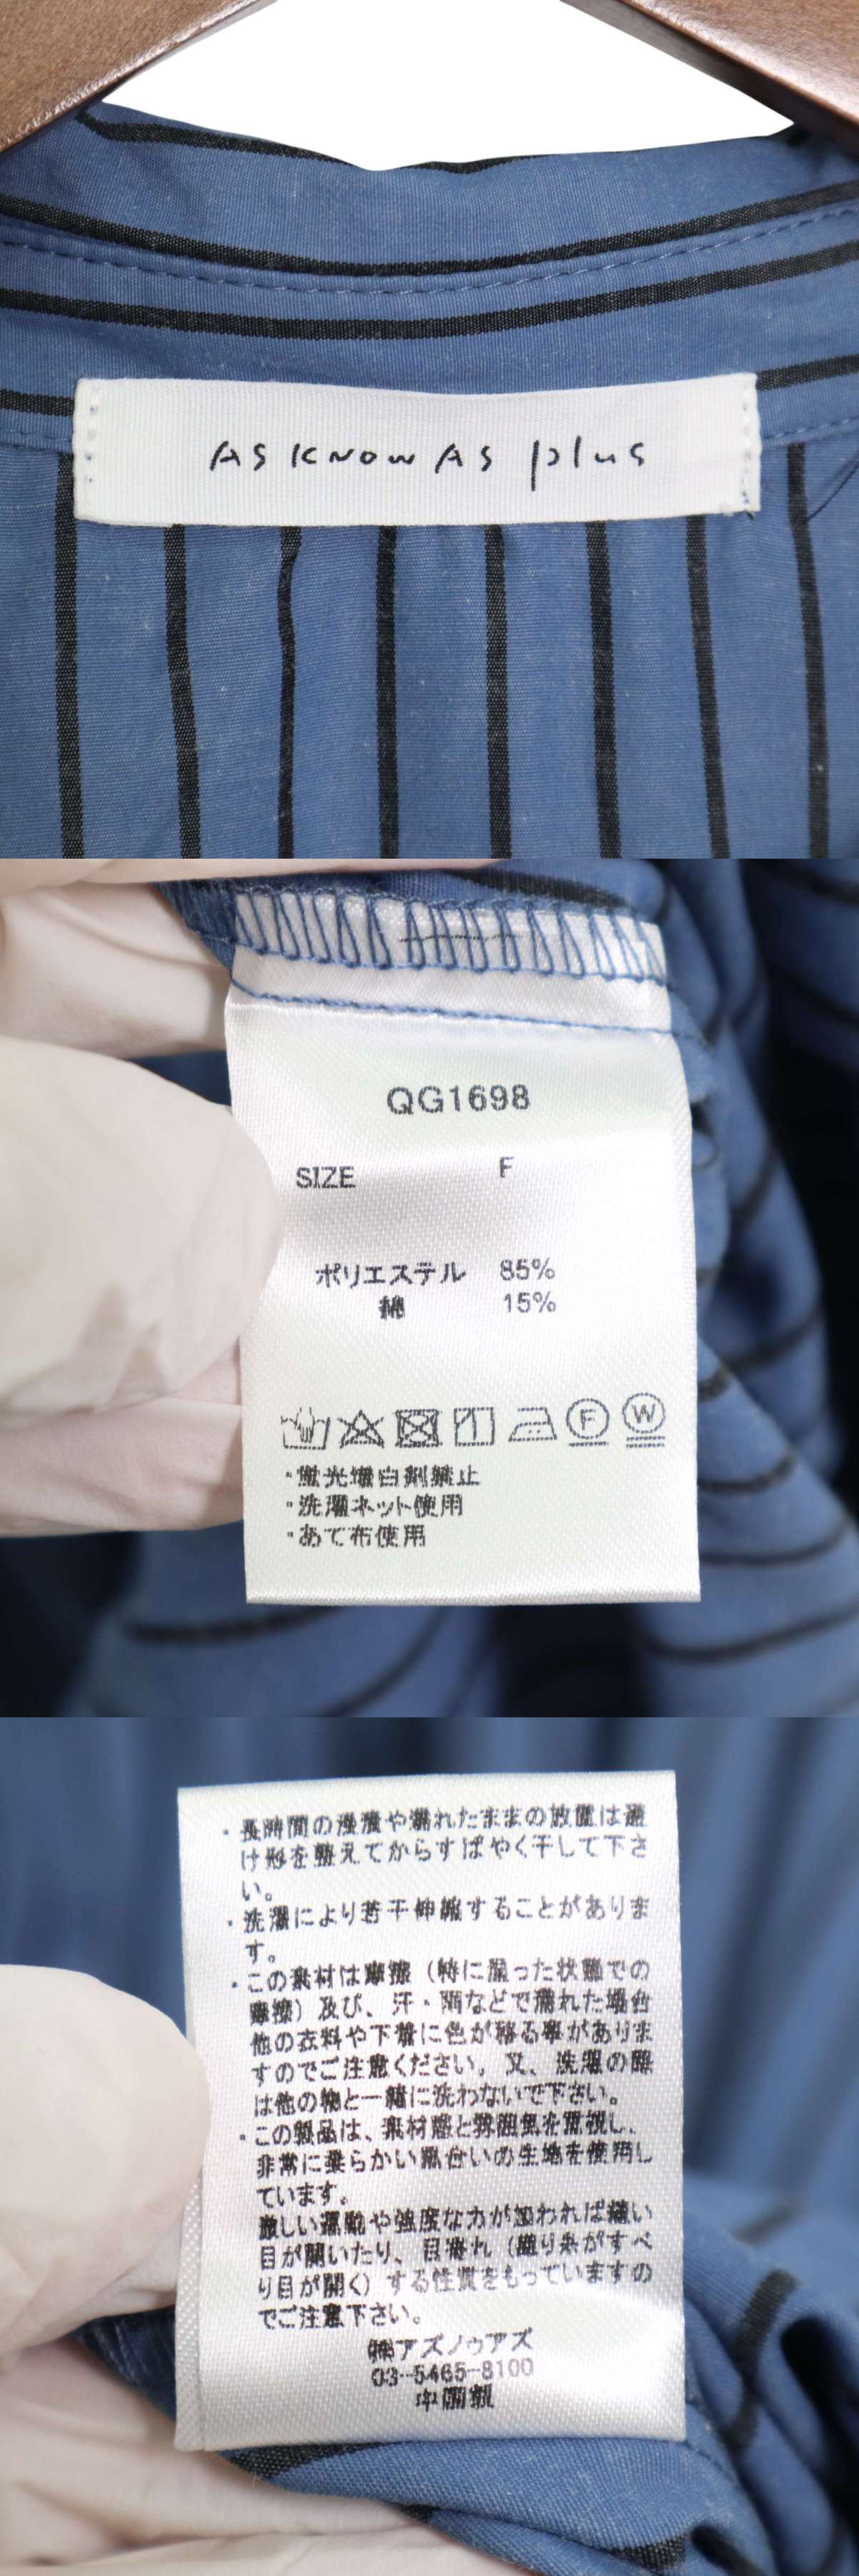 AS KNOW AS plus
QG1698
SIZE F
ポリエステル 85%
綿 15%
F W
・蛍光増白剤禁止
・洗濯ネット使用
・あて布使用
・長時間の浸漬や濡れたままの放置は避
け形を整えてからすばやく干して下さ
い。
・洗濯により若干伸縮することがありま
す。
・この素材は摩擦（特に湿った状態での
摩擦）及び、汗・雨などで濡れた場合
他の衣料や下着に色が移る事がありま
すのでご注意ください。又、洗濯の際
は他の物と一緒に洗わないで下さい。
・この製品は、素材感と雰囲気を重視し、
非常に柔らかい風合いの生地を使用し
ています。
激しい運動や強度な力が加われば縫い
目が開いたり、目寄れ（織り糸がすべ
り目が開く）する性質をもっていますの
でご注意下さい。
㈱アズノゥアズ
03-5465-8100
中国製